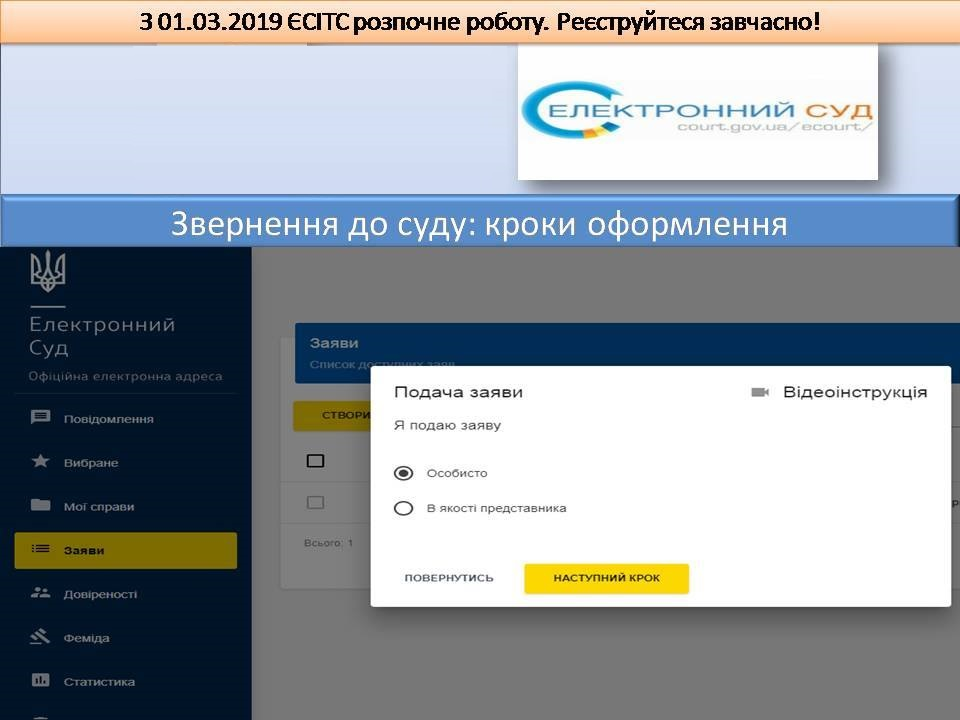 З 01.03.2019 ЄСІТС розпочне роботу. Реєструйтеся завчасно!
ЕЛЕКТРОННИЙ СУД
court.gov.ua/ecourt/
Звернення до суду: кроки оформлення
Електронний
Суд
Офіційна електронна адреса
Повідомлення
Вибране
Мої справи
Заяви
Довіреності
Феміда
Статистика
Заяви
Список доступних заяв
СТВОРИ
Всього: 1
Подача заяви
Відеоінструкція
Я подаю заяву
Особисто
В якості представника
ПОВЕРНУТИСЬ
НАСТУПНИЙ КРОК